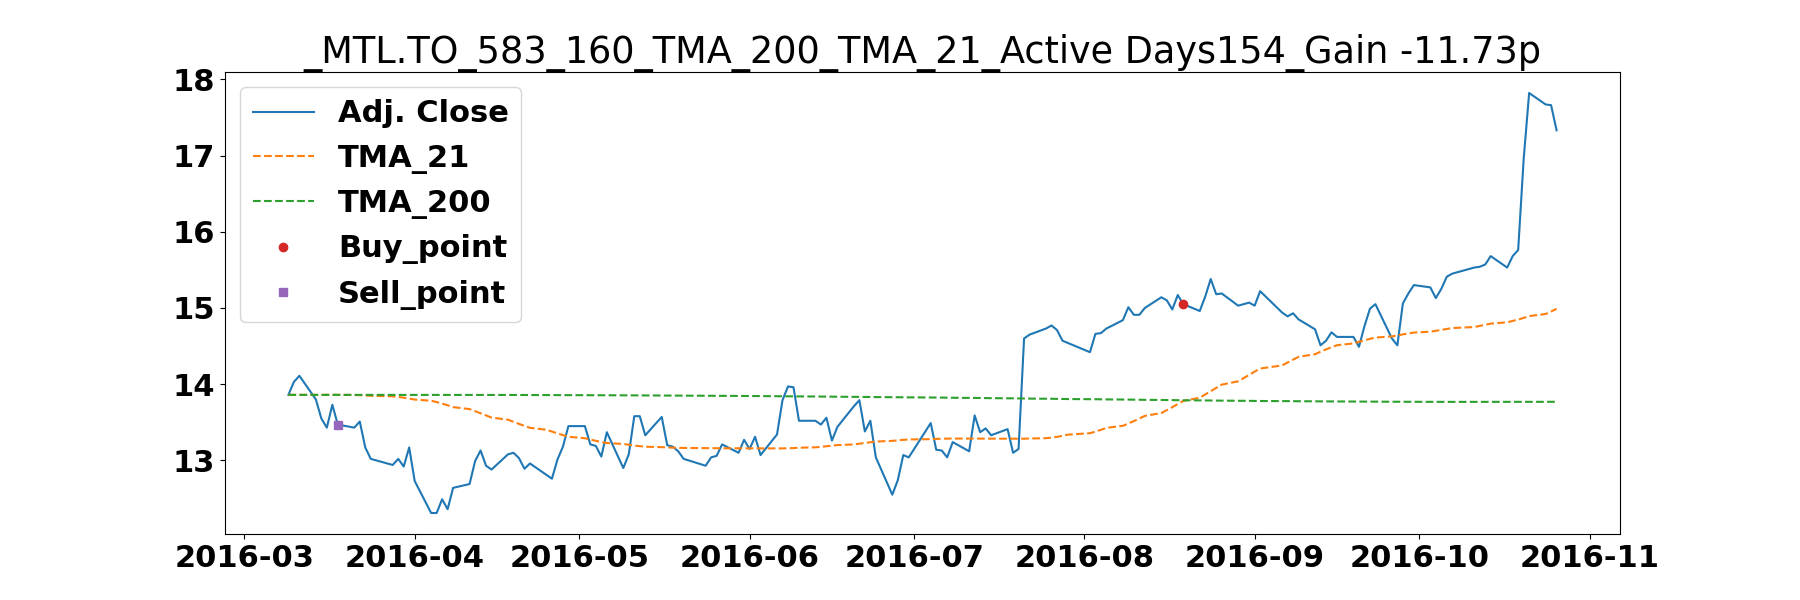 _MTL.TO_583_160_TMA_200_TMA_21_Active Days154_Gain -11.73p
18
17
16
15
14
13
Adj. Close
TMA_21
TMA_200
Buy_point
Sell_point
2016-03 2016-04 2016-05 2016-06 2016-07 2016-08 2016-09 2016-10 2016-11